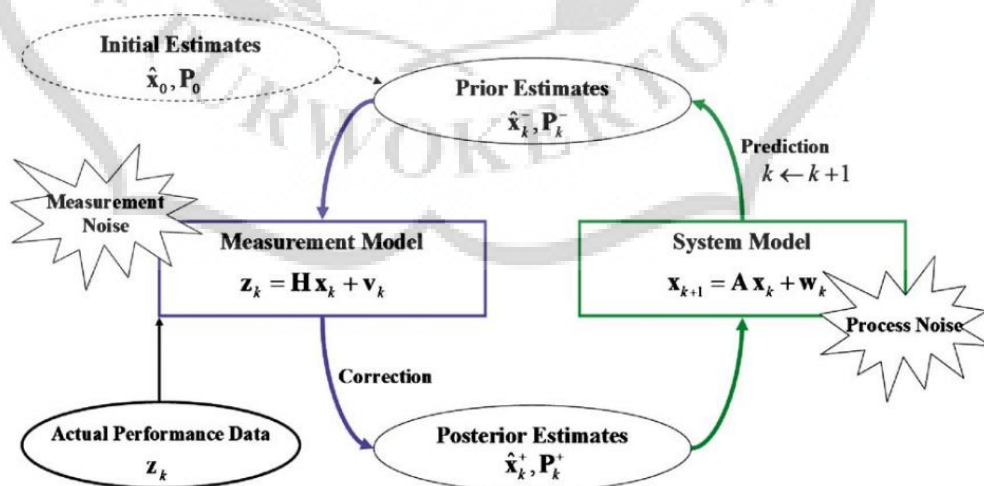 Initial Estimates
x̂₀, P₀
Prior Estimates
x̂ₖ⁻, Pₖ⁻
PURWOKERTO
Prediction
k ← k+1
Measurement
Noise
Measurement Model
zₖ = H xₖ + vₖ
System Model
xₖ₊₁ = A xₖ + wₖ
Process Noise
Correction
Actual Performance Data
zₖ
Posterior Estimates
x̂ₖ⁺, Pₖ⁺